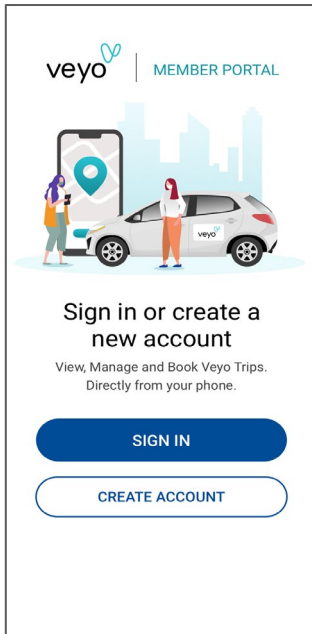 veyo
MEMBER PORTAL
veyo
Sign in or create a
new account
View, Manage and Book Veyo Trips.
Directly from your phone.
SIGN IN
CREATE ACCOUNT